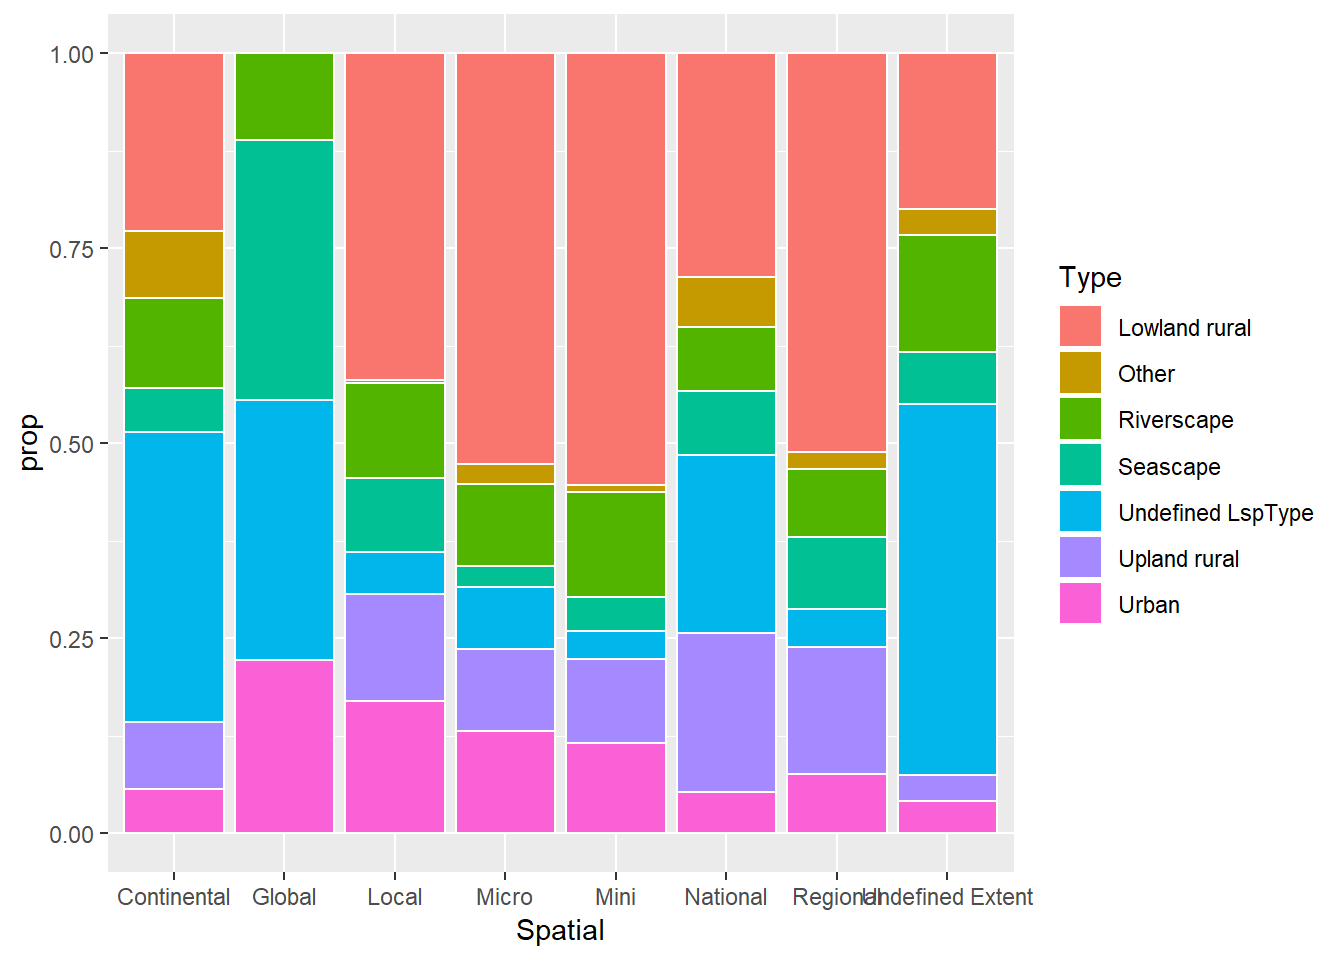 1.00
0.75
0.50
0.25
0.00
prop
Continental
Global
Local
Micro
Mini
National
Regional
Undefined Extent
Spatial
Type
Lowland rural
Other
Riverscape
Seascape
Undefined LspType
Upland rural
Urban